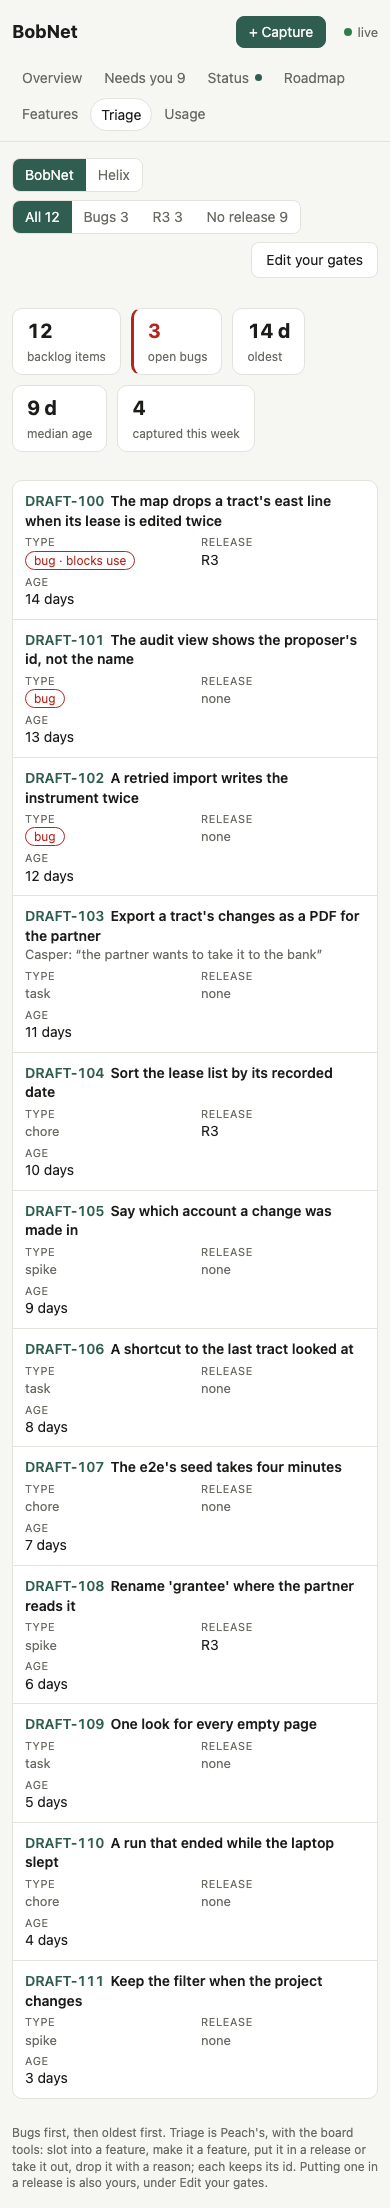 BobNet
+ Capture
live
Overview
Needs you 9
Status
Roadmap
Features
Triage
Usage
BobNet
Helix
All 12
Bugs 3
R3 3
No release 9
Edit your gates
12
backlog items
3
open bugs
14 d
oldest
9 d
median age
4
captured this week
DRAFT-100 The map drops a tract's east line
when its lease is edited twice
TYPE
RELEASE
bug · blocks use
R3
AGE
14 days
DRAFT-101 The audit view shows the proposer's
id, not the name
TYPE
RELEASE
bug
none
AGE
13 days
DRAFT-102 A retried import writes the
instrument twice
TYPE
RELEASE
bug
none
AGE
12 days
DRAFT-103 Export a tract's changes as a PDF for
the partner
Casper: “the partner wants to take it to the bank”
TYPE
RELEASE
task
none
AGE
11 days
DRAFT-104 Sort the lease list by its recorded
date
TYPE
RELEASE
chore
R3
AGE
10 days
DRAFT-105 Say which account a change was
made in
TYPE
RELEASE
spike
none
AGE
9 days
DRAFT-106 A shortcut to the last tract looked at
TYPE
RELEASE
task
none
AGE
8 days
DRAFT-107 The e2e's seed takes four minutes
TYPE
RELEASE
chore
none
AGE
7 days
DRAFT-108 Rename 'grantee' where the partner
reads it
TYPE
RELEASE
spike
R3
AGE
6 days
DRAFT-109 One look for every empty page
TYPE
RELEASE
task
none
AGE
5 days
DRAFT-110 A run that ended while the laptop
slept
TYPE
RELEASE
chore
none
AGE
4 days
DRAFT-111 Keep the filter when the project
changes
TYPE
RELEASE
spike
none
AGE
3 days
Bugs first, then oldest first. Triage is Peach's, with the board
tools: slot into a feature, make it a feature, put it in a release or
take it out, drop it with a reason; each keeps its id. Putting one in
a release is also yours, under Edit your gates.